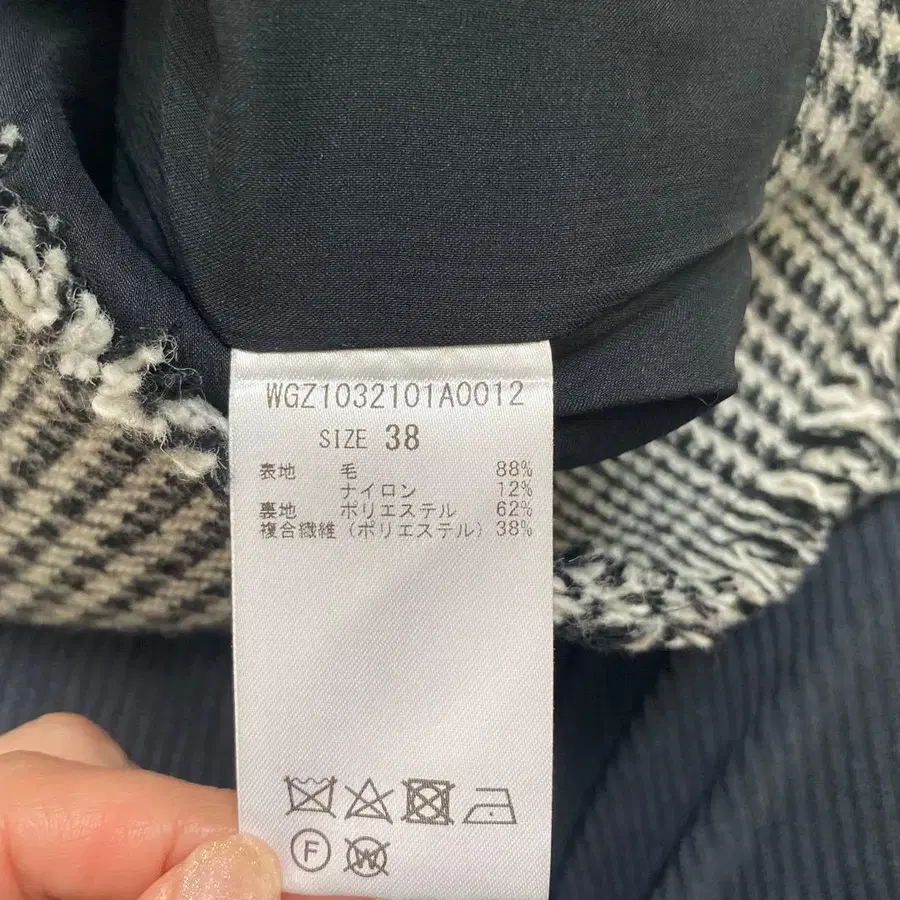 WGZ1032101A0012
SIZE 38
表地 毛 88%
ナイロン 12%
裏地 ポリエステル 62%
複合繊維(ポリエステル) 38%
F W